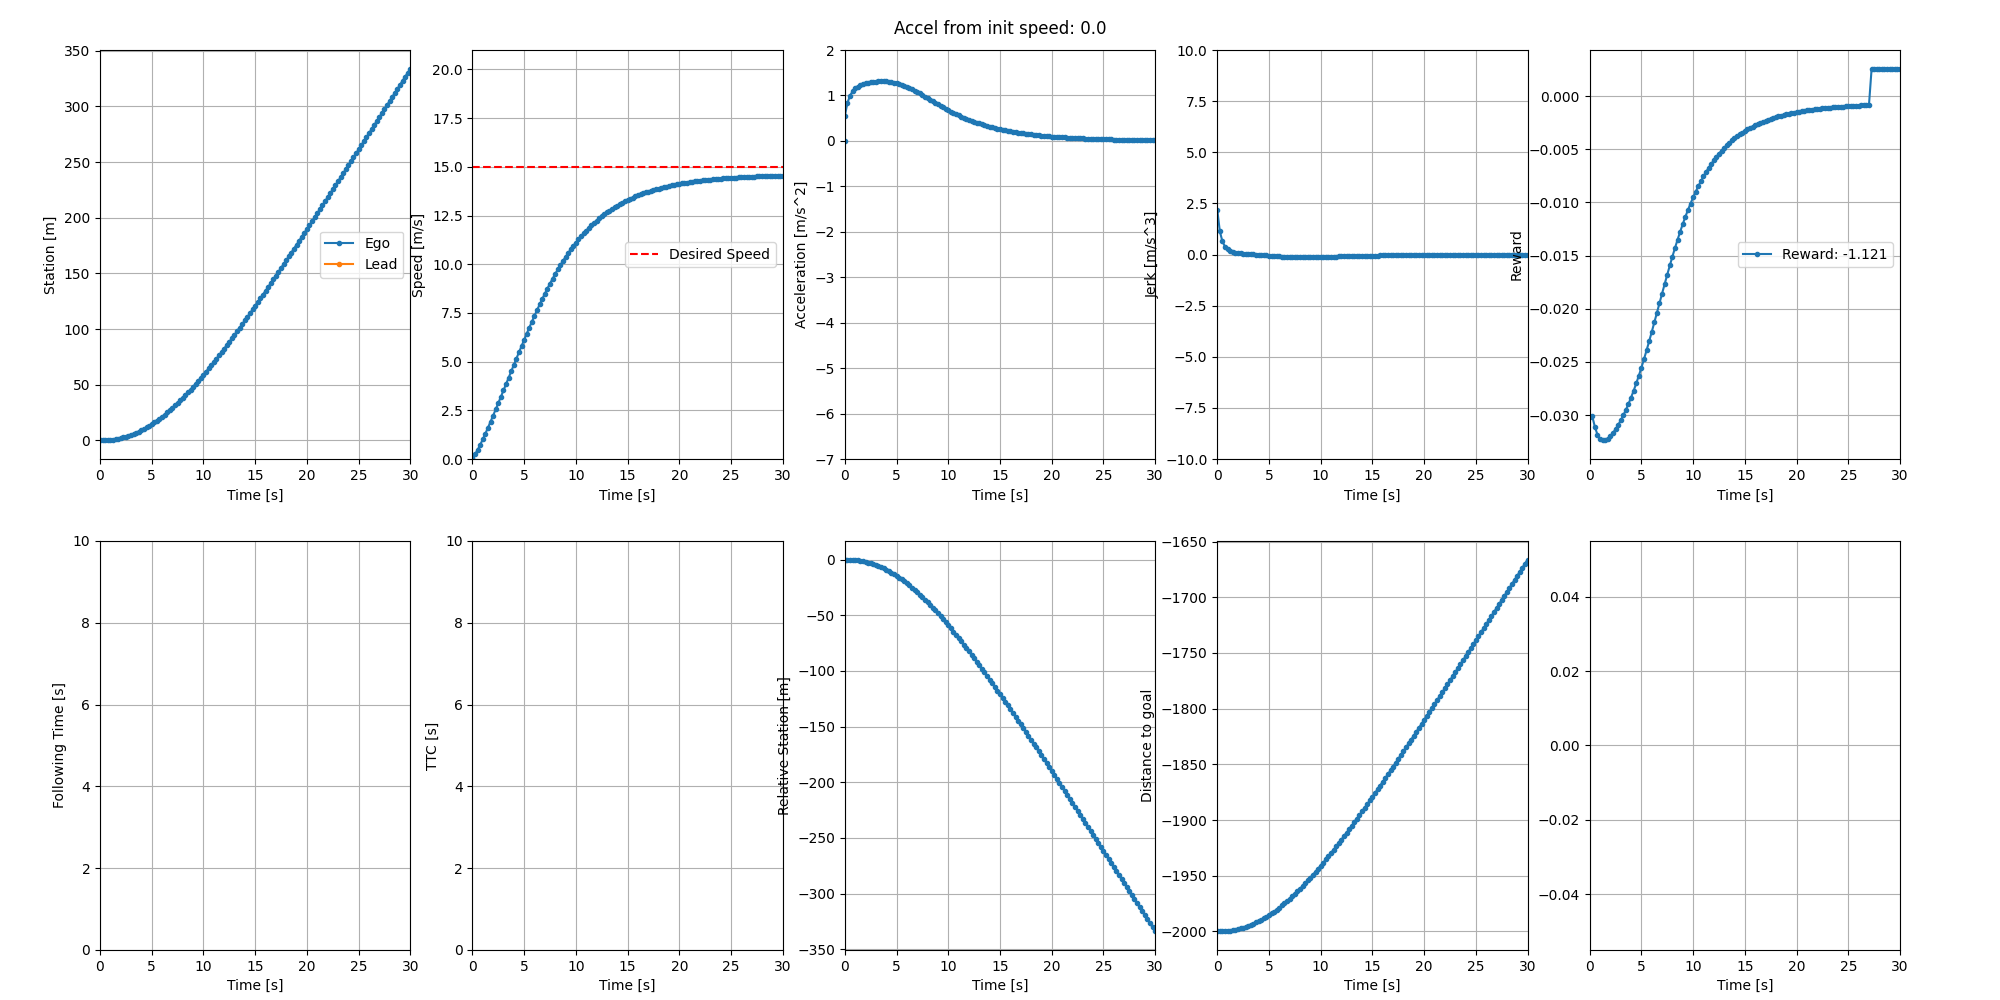 Accel from init speed: 0.0
Station [m]
350
300
250
200
150
100
50
0
Ego
Lead
0 5 10 15 20 25 30
Time [s]
Speed [m/s]
20.0
17.5
15.0
12.5
10.0
7.5
5.0
2.5
0.0
Desired Speed
0 5 10 15 20 25 30
Time [s]
Acceleration [m/s^2]
2
1
0
−1
−2
−3
−4
−5
−6
−7
0 5 10 15 20 25 30
Time [s]
Jerk [m/s^3]
10.0
7.5
5.0
2.5
0.0
−2.5
−5.0
−7.5
−10.0
0 5 10 15 20 25 30
Time [s]
Reward
0.000
−0.005
−0.010
−0.015
−0.020
−0.025
−0.030
Reward: -1.121
0 5 10 15 20 25 30
Time [s]
Following Time [s]
10
8
6
4
2
0
0 5 10 15 20 25 30
Time [s]
TTC [s]
10
8
6
4
2
0
0 5 10 15 20 25 30
Time [s]
Relative Station [m]
0
−50
−100
−150
−200
−250
−300
−350
0 5 10 15 20 25 30
Time [s]
Distance to goal
−1650
−1700
−1750
−1800
−1850
−1900
−1950
−2000
0 5 10 15 20 25 30
Time [s]
0.04
0.02
0.00
−0.02
−0.04
0 5 10 15 20 25 30
Time [s]